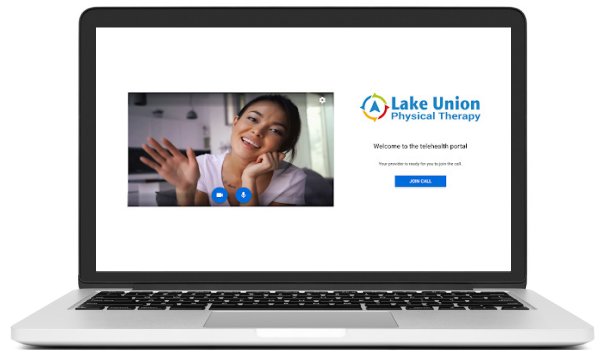 Lake Union
Physical Therapy
Welcome to the telehealth portal
Your provider is ready for you to join the call.
JOIN CALL